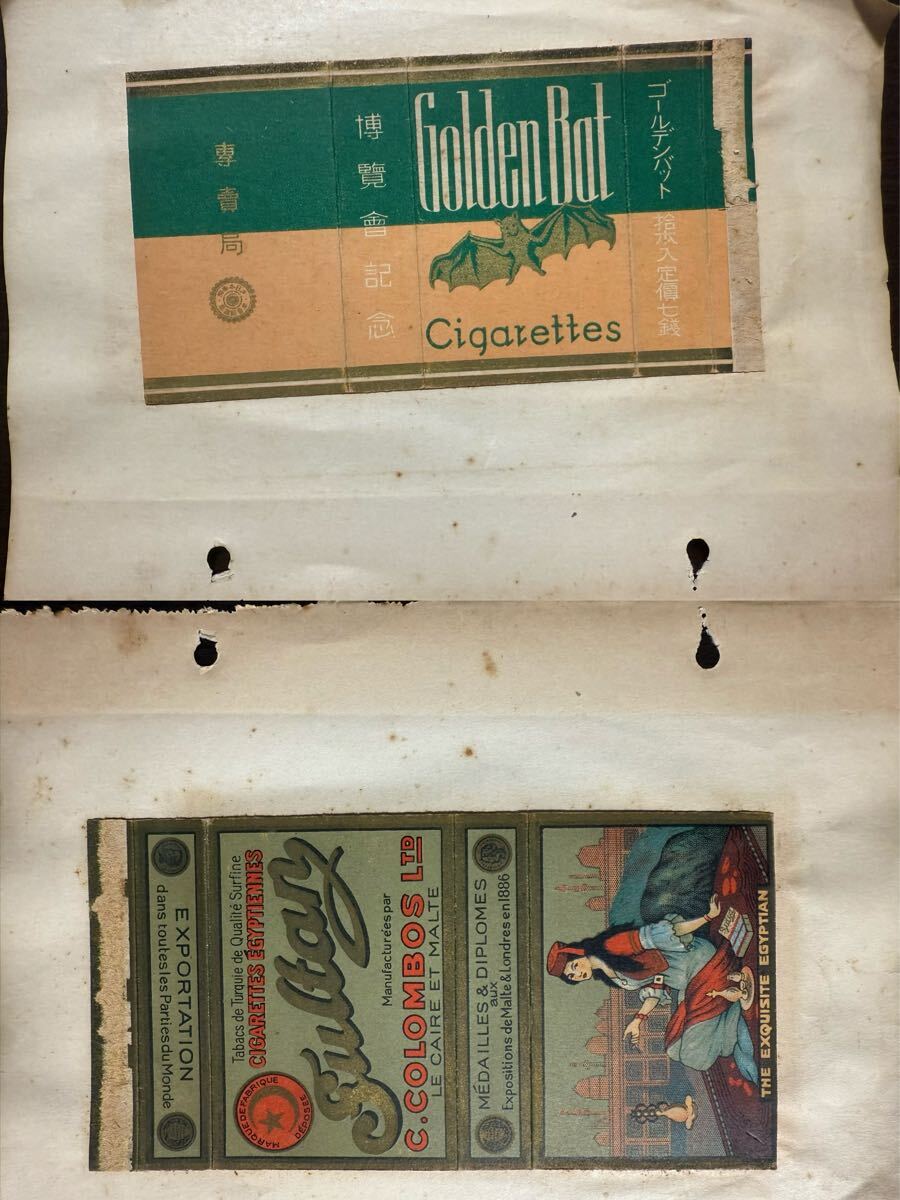 專賣局
博覽會記念
Golden Bat
Cigarettes
ゴールデンバット
拾本入定價七錢
EXPORTATION
dans toutes les Parties du Monde
Tabacs de Turquie de Qualité Surfine
CIGARETTES ÉGYPTIENNES
Sultan
MARQUE DE FABRIQUE
DÉPOSÉE
Manufacturées par
C. COLOMBOS LTD
LE CAIRE ET MALTE
MÉDAILLES & DIPLOMES
aux
Expositions de Malte & Londres en 1886
THE EXQUISITE EGYPTIAN